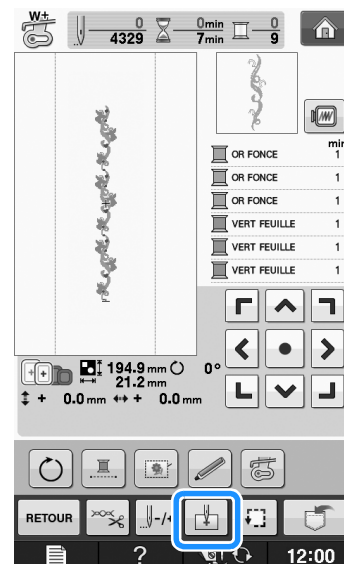 W+
0 0min 0
4329 7min 9
min
OR FONCE 1
OR FONCE 1
OR FONCE 1
VERT FEUILLE 1
VERT FEUILLE 1
VERT FEUILLE 1
194.9 mm 0°
21.2 mm
+ 0.0 mm + 0.0 mm
RETOUR -/+
? 12:00